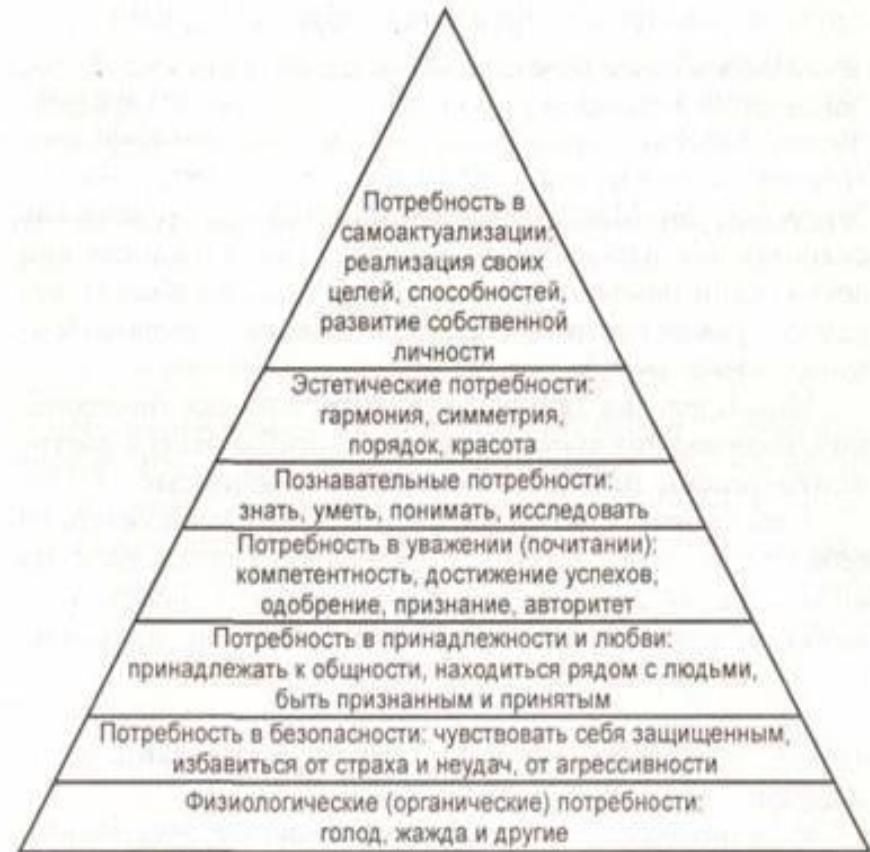 Потребность в
самоактуализации:
реализация своих
целей, способностей,
развитие собственной
личности
Эстетические потребности:
гармония, симметрия,
порядок, красота
Познавательные потребности:
знать, уметь, понимать, исследовать
Потребность в уважении (почитании):
компетентность, достижение успехов,
одобрение, признание, авторитет
Потребность в принадлежности и любви:
принадлежать к общности, находиться рядом с людьми,
быть признанным и принятым
Потребность в безопасности: чувствовать себя защищенным,
избавиться от страха и неудач, от агрессивности
Физиологические (органические) потребности:
голод, жажда и другие